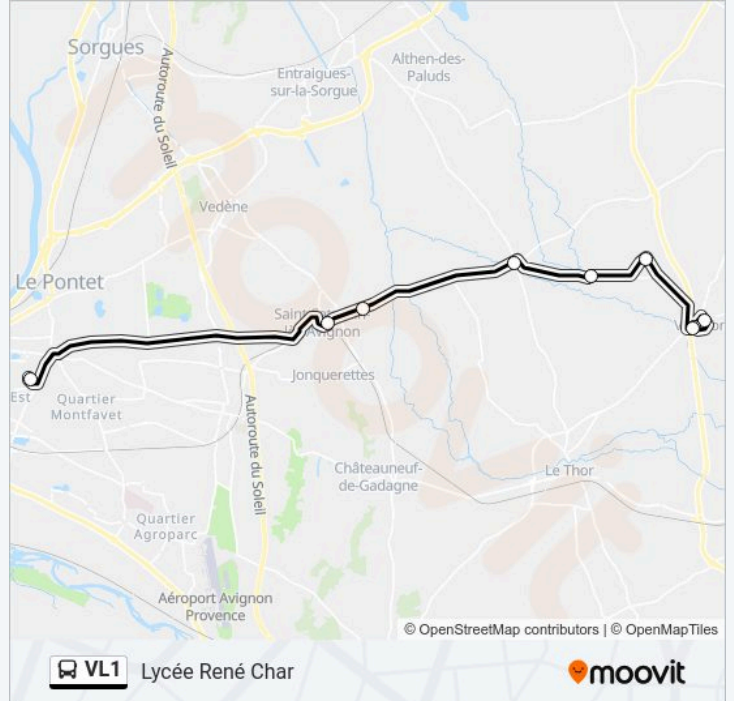 Sorgues
Autoroute du Soleil
Entraigues-
sur-la-Sorgue
Althen-des-
Paluds
Vedène
Le Pontet
Jonquerettes
Est
Quartier
Montfavet
Autoroute du Soleil
Châteauneuf-
de-Gadagne
Le Thor
Quartier
Agroparc
Aéroport Avignon
Provence
© OpenStreetMap contributors | © OpenMapTiles
VL1 Lycée René Char
moovit